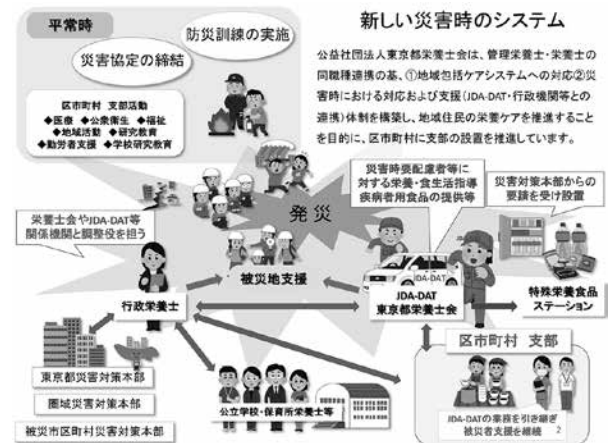 平常時
防災訓練の実施
災害協定の締結
区市町村 支部活動
◆医療 ◆公衆衛生 ◆福祉
◆地域活動 ◆研究教育
◆勤労者支援 ◆学校研究教育
新しい災害時のシステム
公益社団法人東京都栄養士会は、管理栄養士・栄養士の
同職種連携の基、①地域包括ケアシステムへの対応②災
害時における対応および支援(JDA-DAT・行政機関等との
連携)体制を構築し、地域住民の栄養ケアを推進すること
を目的に、区市町村に支部の設置を推進しています。
発災
災害時要配慮者等に
対する栄養・食生活指導
疾病者用食品の提供等
災害対策本部からの
要請を受け設置
栄養士会やJDA-DAT等
関係機関と調整役を担う
被災地支援
JDA-DAT
行政栄養士
JDA-DAT
東京都栄養士会
特殊栄養食品
ステーション
区市町村 支部
東京都災害対策本部
圏域災害対策本部
被災市区町村災害対策本部
公立学校・保育所栄養士等
JDA-DATの業務を引き継ぎ
被災者支援を継続
2